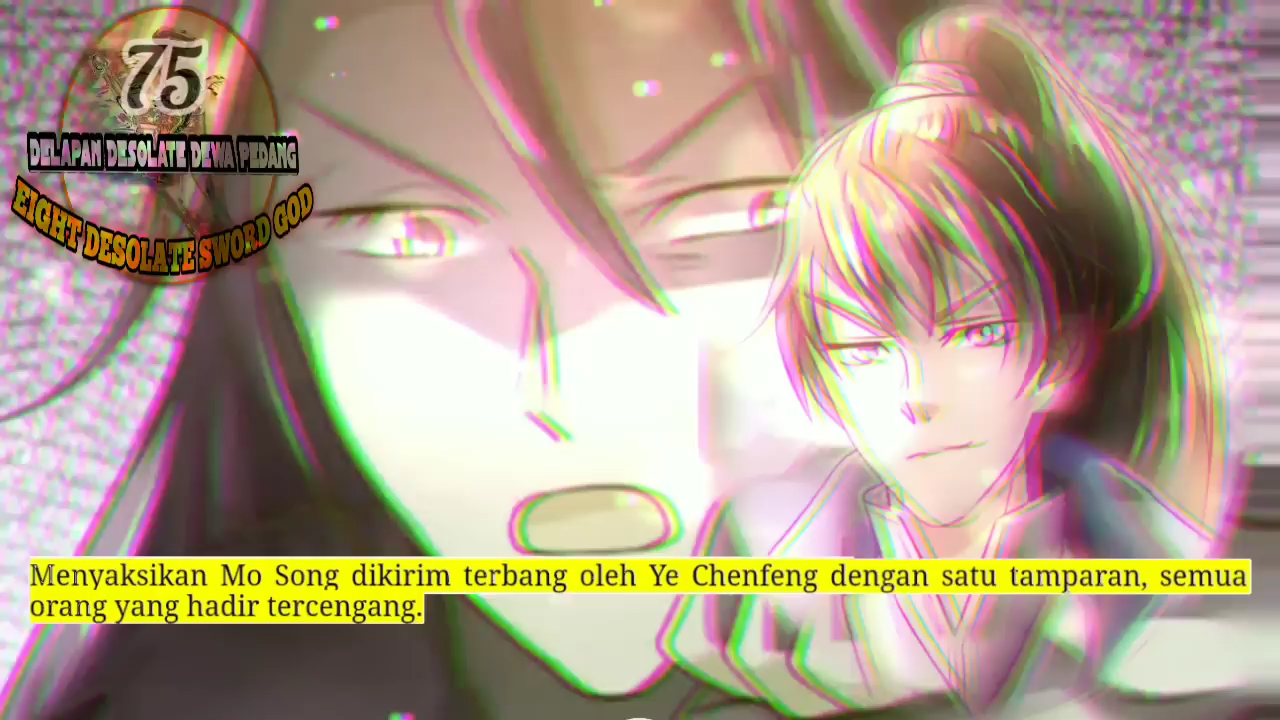 75
DELAPAN DESOLATE DEWA PEDANG
EIGHT DESOLATE SWORD GOD
Menyaksikan Mo Song dikirim terbang oleh Ye Chenfeng dengan satu tamparan, semua
orang yang hadir tercengang.